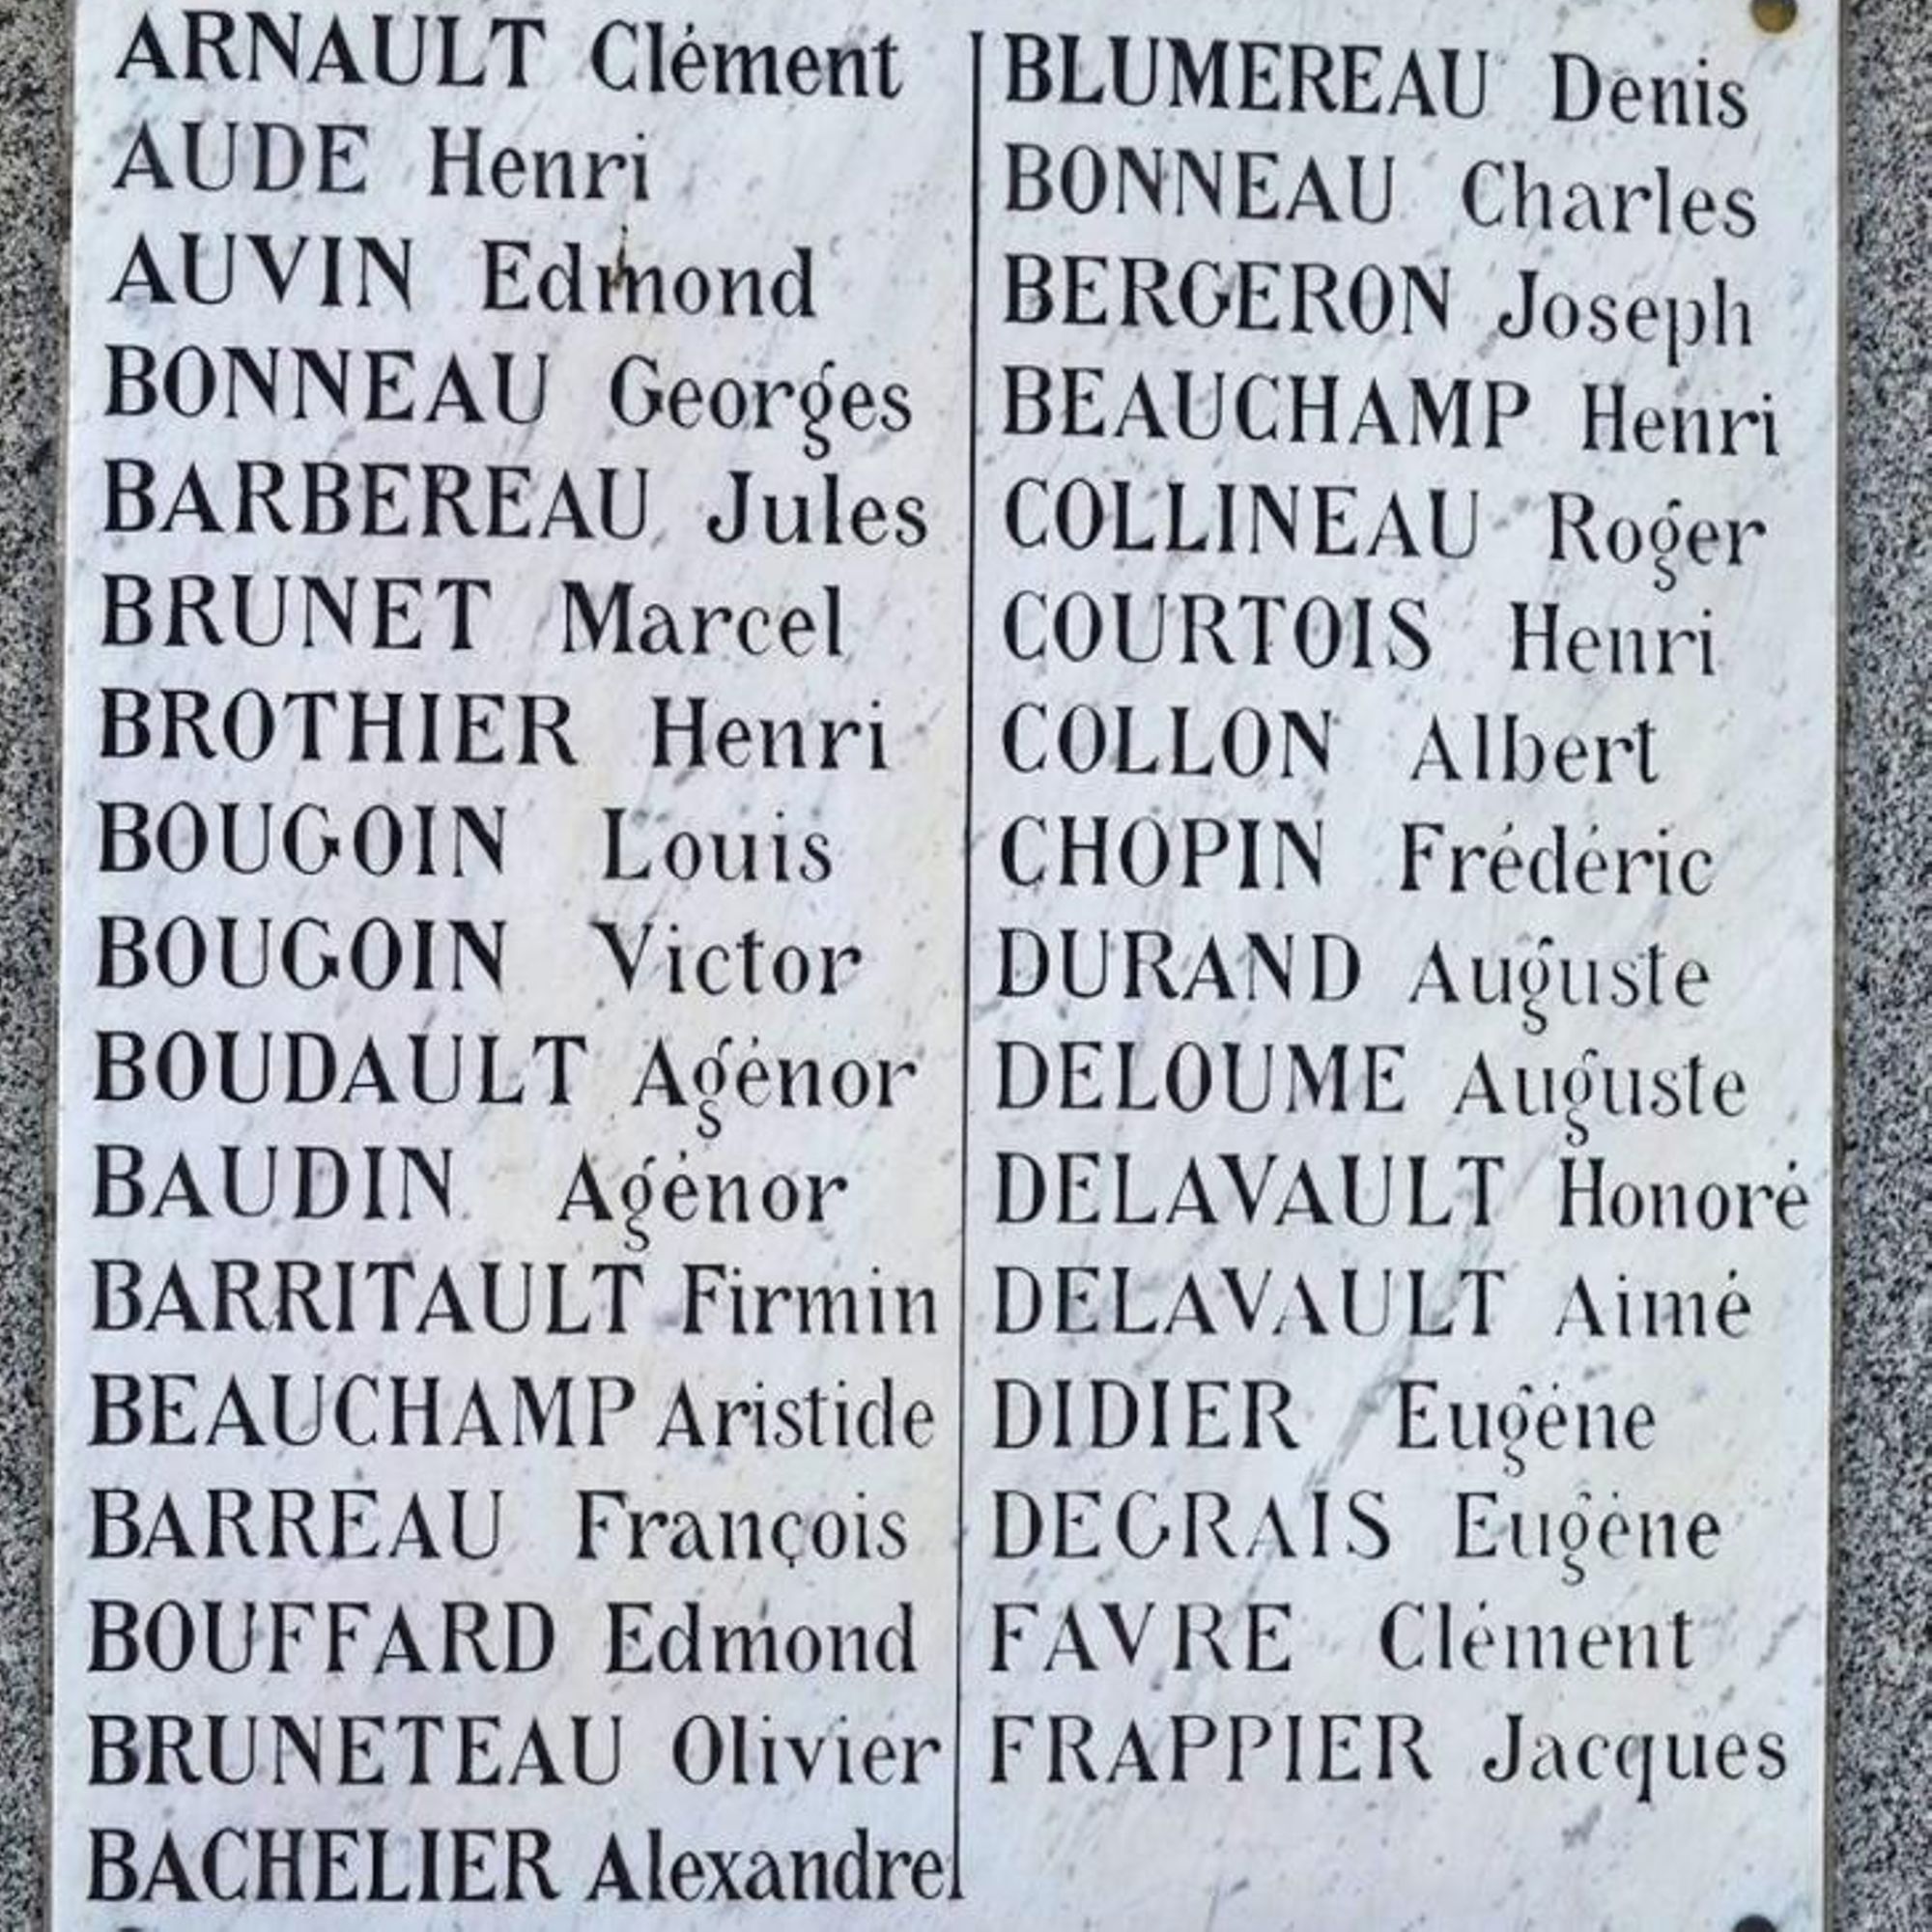 ARNAULT Clément
AUDE Henri
AUVIN Edmond
BONNEAU Georges
BARBEREAU Jules
BRUNET Marcel
BROTHIER Henri
BOUGOIN Louis
BOUGOIN Victor
BOUDAULT Agénor
BAUDIN Agénor
BARRITAULT Firmin
BEAUCHAMP Aristide
BARREAU François
BOUFFARD Edmond
BRUNETEAU Olivier
BACHELIER Alexandre
BLUMEREAU Denis
BONNEAU Charles
BERGERON Joseph
BEAUCHAMP Henri
COLLINEAU Roger
COURTOIS Henri
COLLON Albert
CHOPIN Frédéric
DURAND Auguste
DELOUME Auguste
DELAVAULT Honoré
DELAVAULT Aimé
DIDIER Eugène
DEGRAIS Eugène
FAVRE Clément
FRAPPIER Jacques